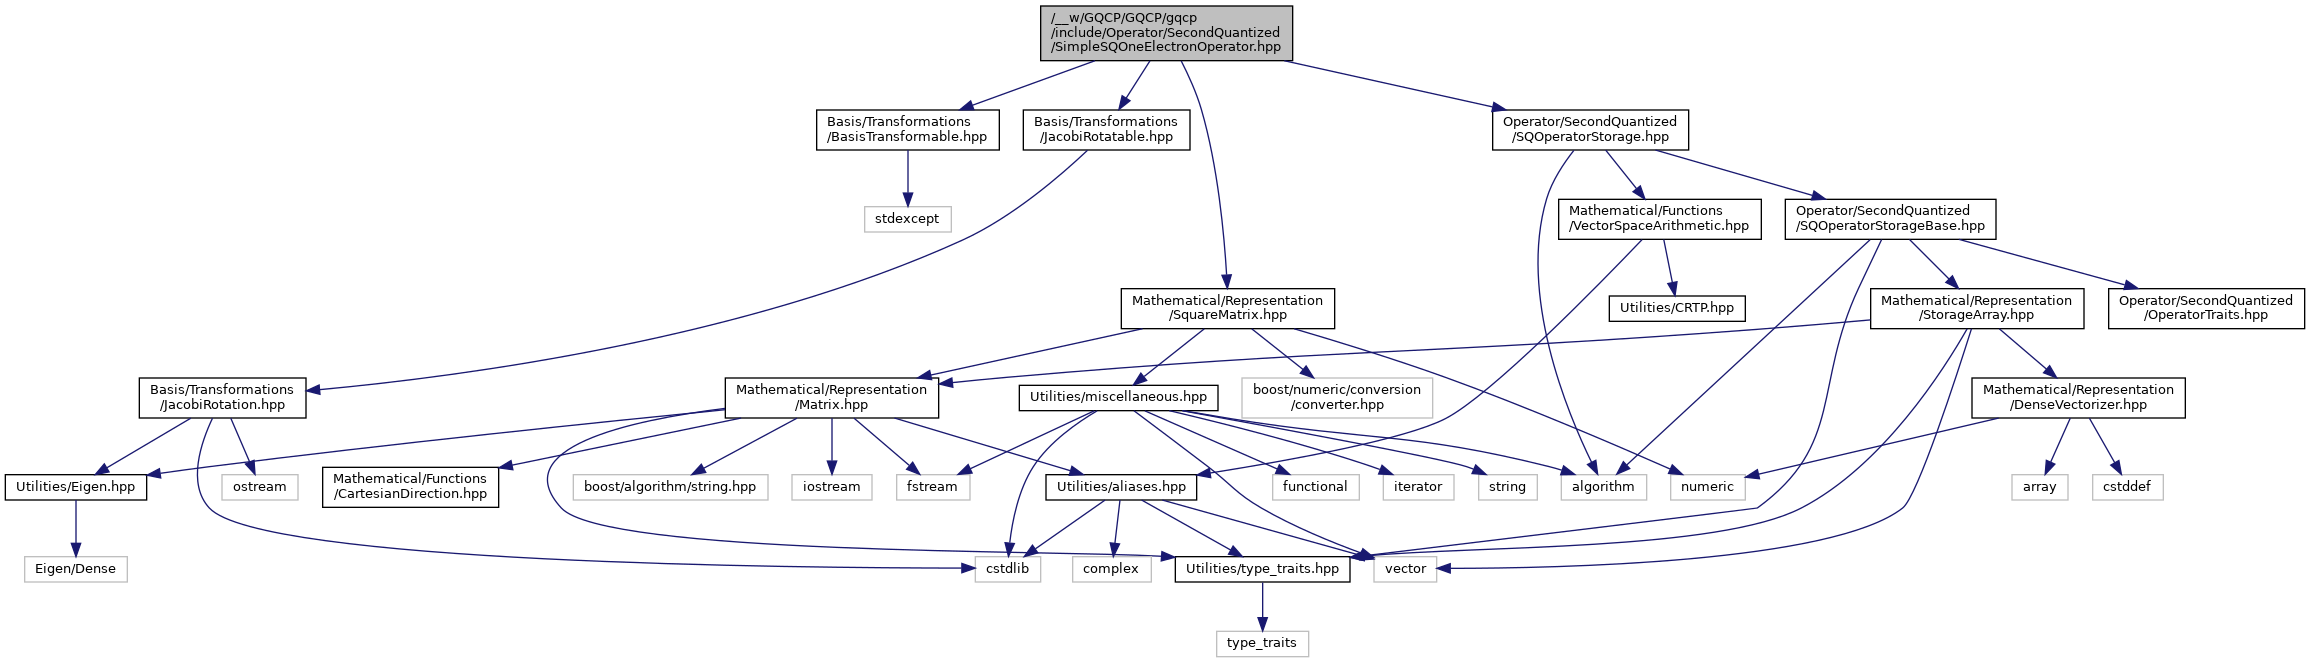 /__w/GQCP/GQCP/gqcp
/include/Operator/SecondQuantized
/SimpleSQOneElectronOperator.hpp
Basis/Transformations
/BasisTransformable.hpp
Basis/Transformations
/JacobiRotatable.hpp
Operator/SecondQuantized
/SQOperatorStorage.hpp
stdexcept
Mathematical/Functions
/VectorSpaceArithmetic.hpp
Operator/SecondQuantized
/SQOperatorStorageBase.hpp
Mathematical/Representation
/SquareMatrix.hpp
Utilities/CRTP.hpp
Mathematical/Representation
/StorageArray.hpp
Operator/SecondQuantized
/OperatorTraits.hpp
Basis/Transformations
/JacobiRotation.hpp
Mathematical/Representation
/Matrix.hpp
Utilities/miscellaneous.hpp
boost/numeric/conversion
/converter.hpp
Mathematical/Representation
/DenseVectorizer.hpp
Utilities/Eigen.hpp
ostream
Mathematical/Functions
/CartesianDirection.hpp
boost/algorithm/string.hpp
iostream
fstream
Utilities/aliases.hpp
functional
iterator
string
algorithm
numeric
array
cstddef
Eigen/Dense
cstdlib
complex
Utilities/type_traits.hpp
vector
type_traits